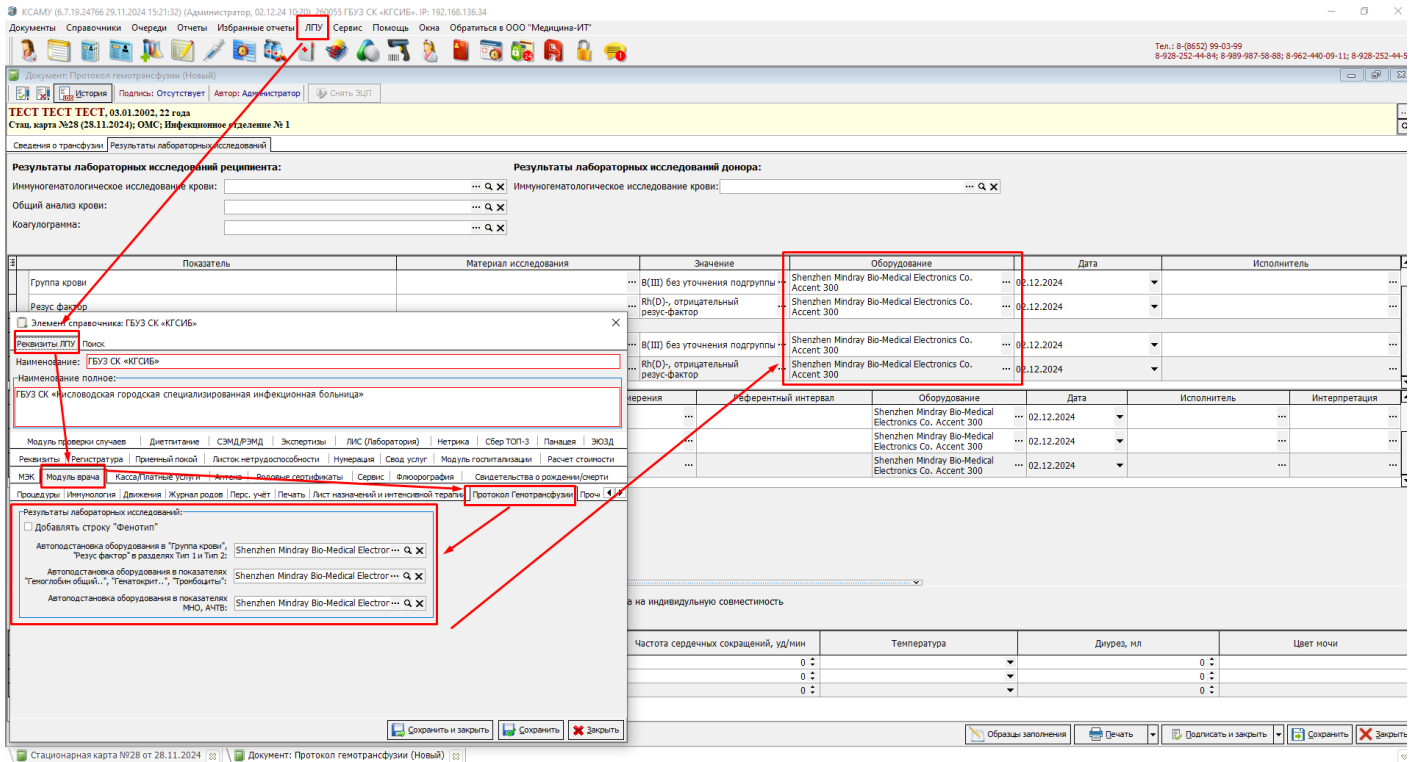 КСАМУ (6.7.19.24766 29.11.2024 15:21:32) (Администратор, 02.12.24 10:20), 260055 ГБУЗ СК «КГСИБ». IP: 192.168.136.34
Документы Справочники Очереди Отчеты Избранные отчеты ЛПУ Сервис Помощь Окна Обратиться в ООО "Медицина-ИТ"
Тел.: 8-(8652) 99-03-99
8-928-252-44-84; 8-989-987-58-88; 8-962-440-09-11; 8-928-252-44-5
Документ: Протокол гемотрансфузии (Новый)
История Подпись: Отсутствует Автор: Администратор Снять ЭЦП
ТЕСТ ТЕСТ ТЕСТ, 03.01.2002, 22 года
Стац. карта №28 (28.11.2024); ОМС; Инфекционное отделение № 1
Сведения о трансфузии Результаты лабораторных исследований
Результаты лабораторных исследований реципиента: Результаты лабораторных исследований донора:
Иммуногематологическое исследование крови: Иммуногематологическое исследование крови:
Общий анализ крови:
Коагулограмма:
Показатель Материал исследования Значение Оборудование Дата Исполнитель
Группа крови B(III) без уточнения подгруппы Shenzhen Mindray Bio-Medical Electronics Co. Accent 300 02.12.2024
Резус фактор Rh(D)-, отрицательный резус-фактор Shenzhen Mindray Bio-Medical Electronics Co. Accent 300 02.12.2024
B(III) без уточнения подгруппы Shenzhen Mindray Bio-Medical Electronics Co. Accent 300 02.12.2024
Rh(D)-, отрицательный резус-фактор Shenzhen Mindray Bio-Medical Electronics Co. Accent 300 02.12.2024
мерения Референтный интервал Оборудование Дата Исполнитель Интерпретация
Shenzhen Mindray Bio-Medical Electronics Co. Accent 300 02.12.2024
Shenzhen Mindray Bio-Medical Electronics Co. Accent 300 02.12.2024
Shenzhen Mindray Bio-Medical Electronics Co. Accent 300 02.12.2024
Элемент справочника: ГБУЗ СК «КГСИБ»
Реквизиты ЛПУ Поиск
Наименование: ГБУЗ СК «КГСИБ»
Наименование полное:
ГБУЗ СК «Кисловодская городская специализированная инфекционная больница»
Модуль проверки случаев Диетпитание СЭМД/РЭМД Экспертизы ЛИС (Лаборатория) Нетрика Сбер ТОП-3 Панацея ЭЮЗД
Реквизиты Регистратура Приемный покой Листок нетрудоспособности Нумерация Свод услуг Модуль госпитализации Расчет стоимости
МЭК Модуль врача Касса/Платные услуги Аптека Родовые сертификаты Сервис Флюорография Свидетельства о рождении/смерти
Процедуры Иммунология Движения Журнал родов Перс. учёт Печать Лист назначений и интенсивной терапии Протокол Гемотрансфузии Проч
Результаты лабораторных исследований:
Добавлять строку "Фенотип"
Автоподстановка оборудования в "Группа крови",
"Резус фактор" в разделях Тип 1 и Тип 2: Shenzhen Mindray Bio-Medical Electror
Автоподстановка оборудования в показателях
"Гемоглобин общий..", "Гематокрит..", "Тромбоциты": Shenzhen Mindray Bio-Medical Electror
Автоподстановка оборудования в показателях
МНО, АЧТВ: Shenzhen Mindray Bio-Medical Electror
а на индивидульную совместимость
Частота сердечных сокращений, уд/мин Температура Диурез, мл Цвет мочи
0 0
0 0
0 0
Сохранить и закрыть Сохранить Закрыть
Образцы заполнения Печать Подписать и закрыть Сохранить Закрыть
Стационарная карта №28 от 28.11.2024 Документ: Протокол гемотрансфузии (Новый)